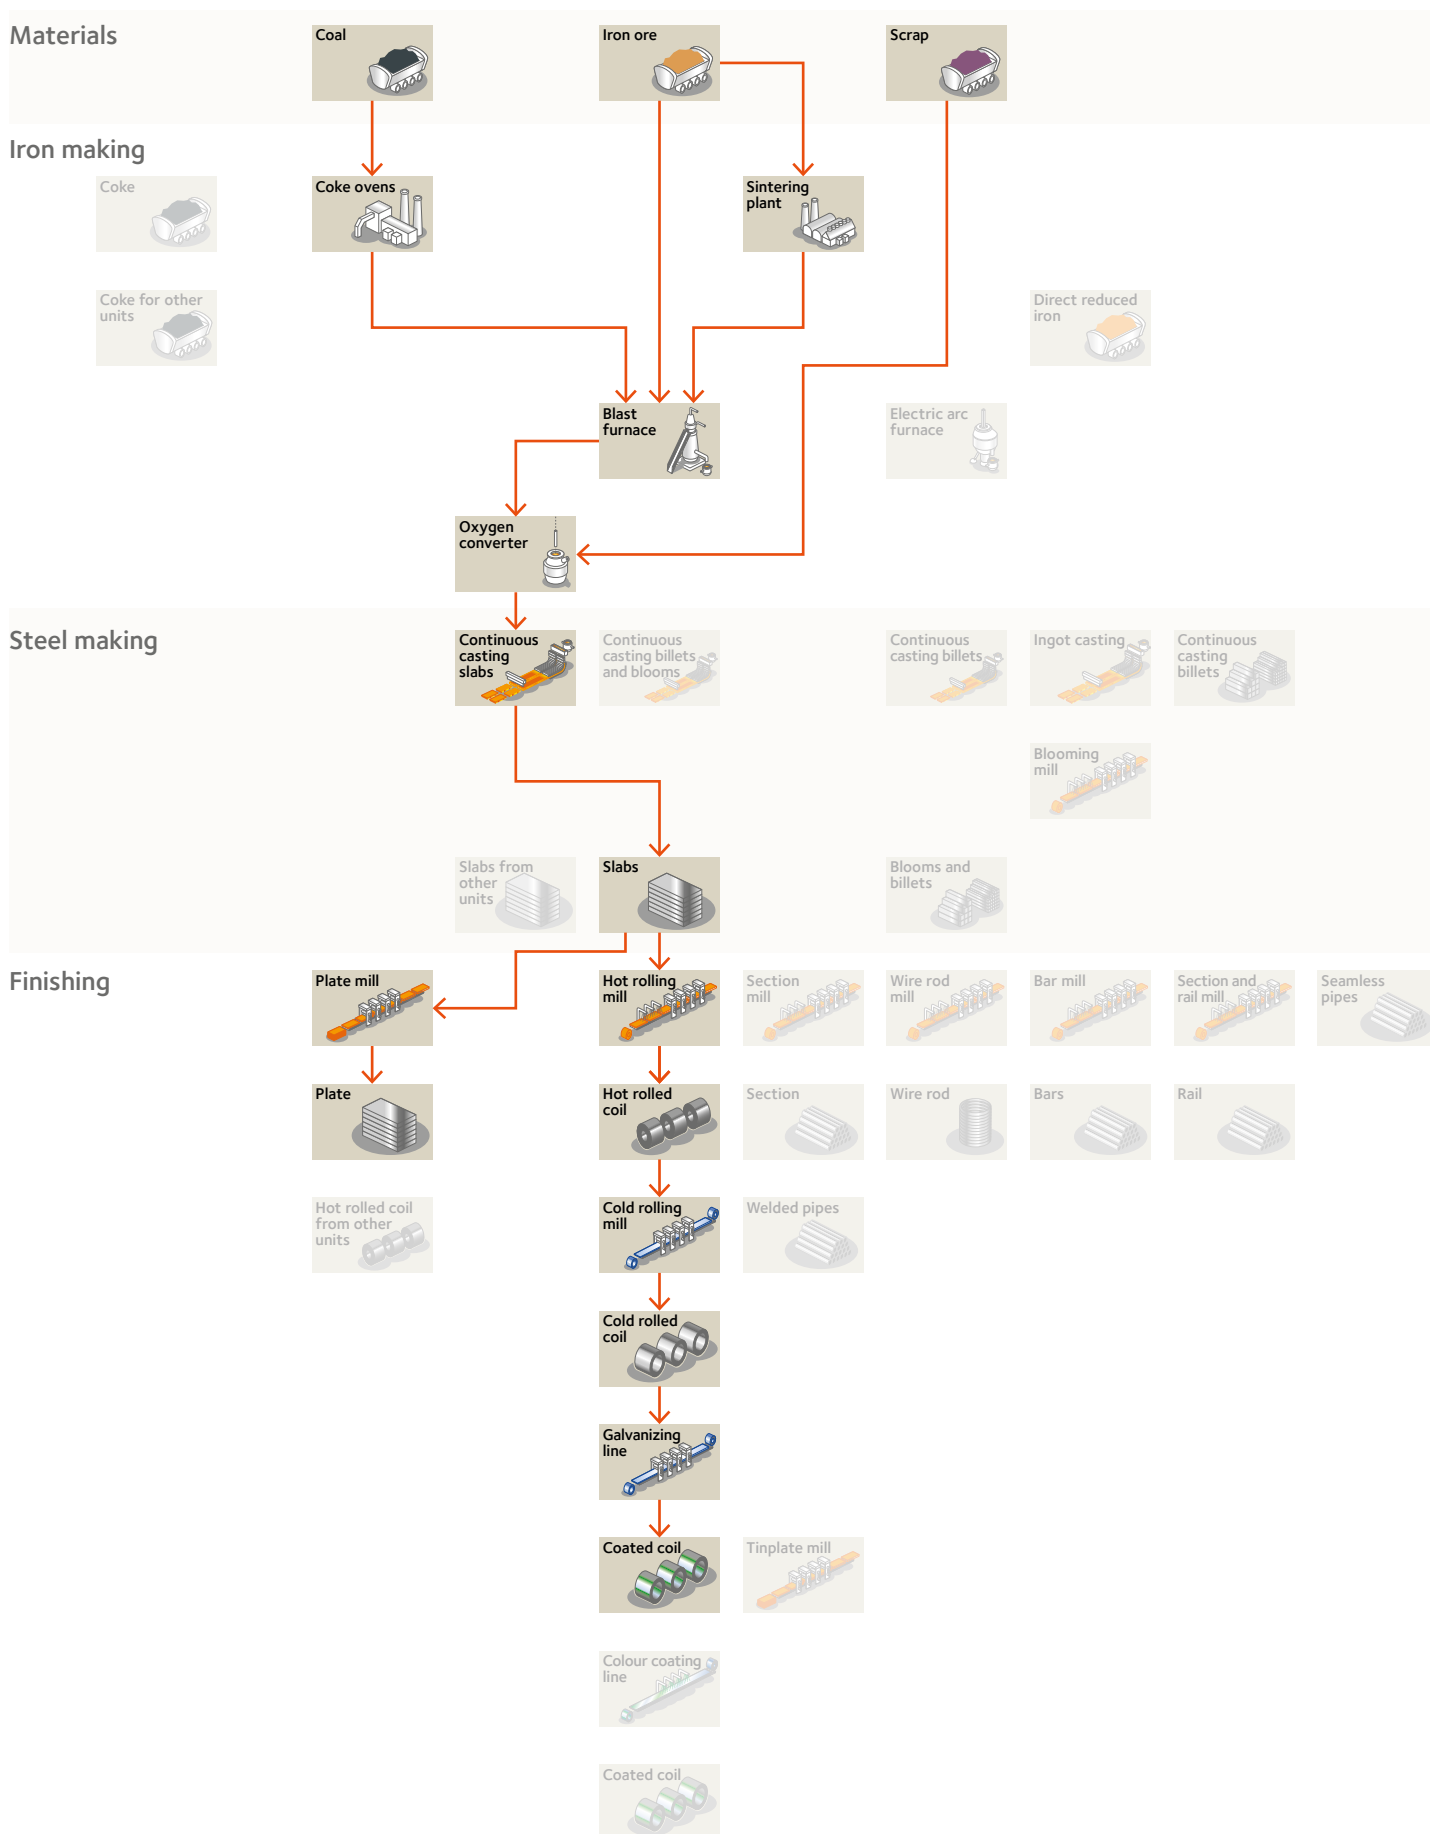 Materials
Coal
Iron ore
Scrap
Iron making
Coke
Coke ovens
Sintering
plant
Coke for other
units
Direct reduced
iron
Blast
furnace
Electric arc
furnace
Oxygen
converter
Steel making
Continuous
casting
slabs
Continuous
casting billets
and blooms
Continuous
casting billets
Ingot casting
Continuous
casting
billets
Blooming
mill
Slabs from
other
units
Slabs
Blooms and
billets
Finishing
Plate mill
Hot rolling
mill
Section
mill
Wire rod
mill
Bar mill
Section and
rail mill
Seamless
pipes
Plate
Hot rolled
coil
Section
Wire rod
Bars
Rail
Hot rolled coil
from other
units
Cold rolling
mill
Welded pipes
Cold rolled
coil
Galvanizing
line
Coated coil
Tinplate mill
Colour coating
line
Coated coil